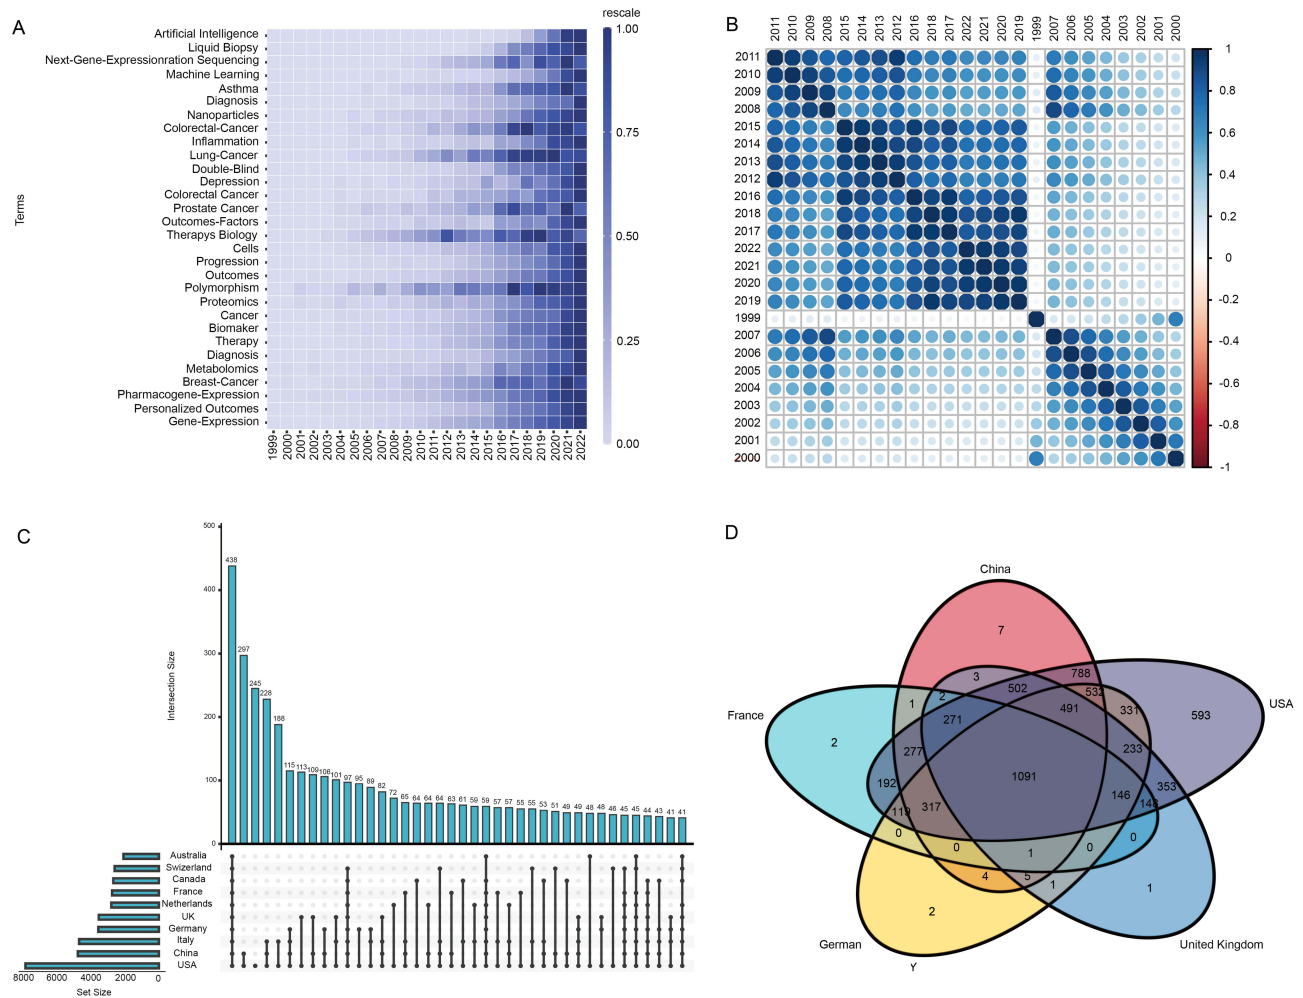 A
rescale
Terms
Artificial Intelligence
Liquid Biopsy
Next-Gene-Expressionration Sequencing
Machine Learning
Asthma
Diagnosis
Nanoparticles
Colorectal-Cancer
Inflammation
Lung-Cancer
Double-Blind
Depression
Colorectal Cancer
Prostate Cancer
Outcomes-Factors
Therapys Biology
Cells
Progression
Outcomes
Polymorphism
Proteomics
Cancer
Biomaker
Therapy
Diagnosis
Metabolomics
Breast-Cancer
Pharmacogene-Expression
Personalized Outcomes
Gene-Expression
1999 2000 2001 2002 2003 2004 2005 2006 2007 2008 2009 2010 2011 2012 2013 2014 2015 2016 2017 2018 2019 2020 2021 2022
1.00
0.75
0.50
0.25
0.00
B
2011 2010 2009 2008 2015 2014 2013 2012 2016 2018 2017 2022 2021 2020 2019 1999 2007 2006 2005 2004 2003 2002 2001 2000
2011
2010
2009
2008
2015
2014
2013
2012
2016
2018
2017
2022
2021
2020
2019
1999
2007
2006
2005
2004
2003
2002
2001
2000
1
0.8
0.6
0.4
0.2
0
-0.2
-0.4
-0.6
-0.8
-1
C
Intersection Size
500
400
300
200
100
0
438 297 245 228 188 115 113 109 106 101 97 95 89 82 72 65 64 64 64 63 61 59 59 57 57 55 55 53 51 49 49 48 48 46 45 45 44 43 41 41
Australia
Swizerland
Canada
France
Netherlands
UK
Germany
Italy
China
USA
8000 6000 4000 2000 0
Set Size
D
China
USA
France
German
Y
United Kingdom
7
3 788
1 2 502 532
271 491 331 593
2
277 233
192 1091 353
119 317 146 148
0 0
0 1 0
4 5 1 1
2